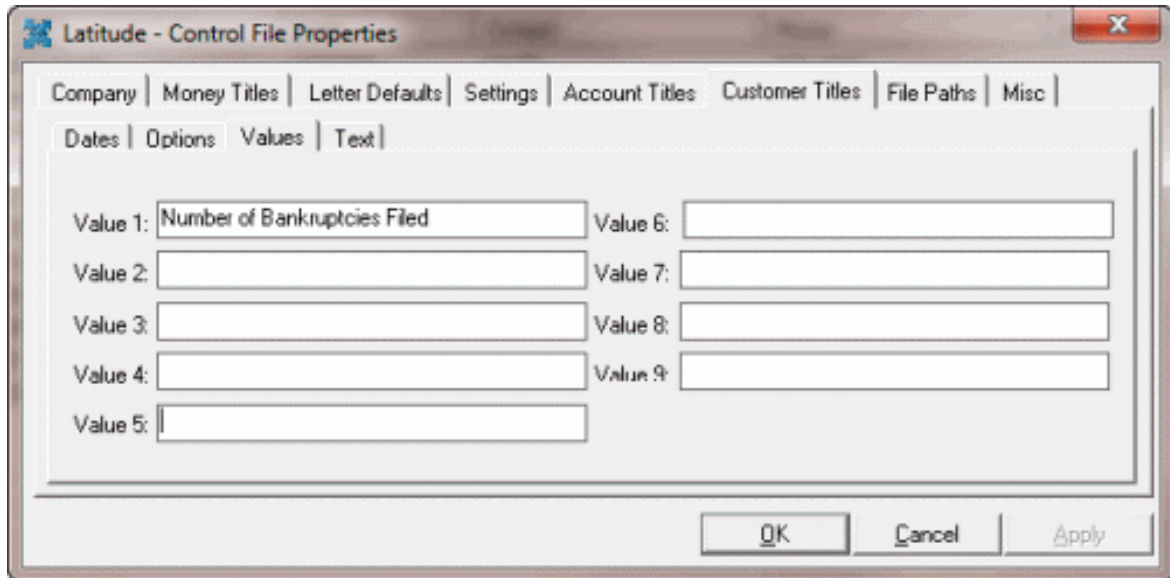 Latitude - Control File Properties
Company Money Titles Letter Defaults Settings Account Titles Customer Titles File Paths Misc
Dates Options Values Text
Value 1: Number of Bankruptcies Filed Value 6:
Value 2: Value 7:
Value 3: Value 8:
Value 4: Value 9:
Value 5:
OK Cancel Apply